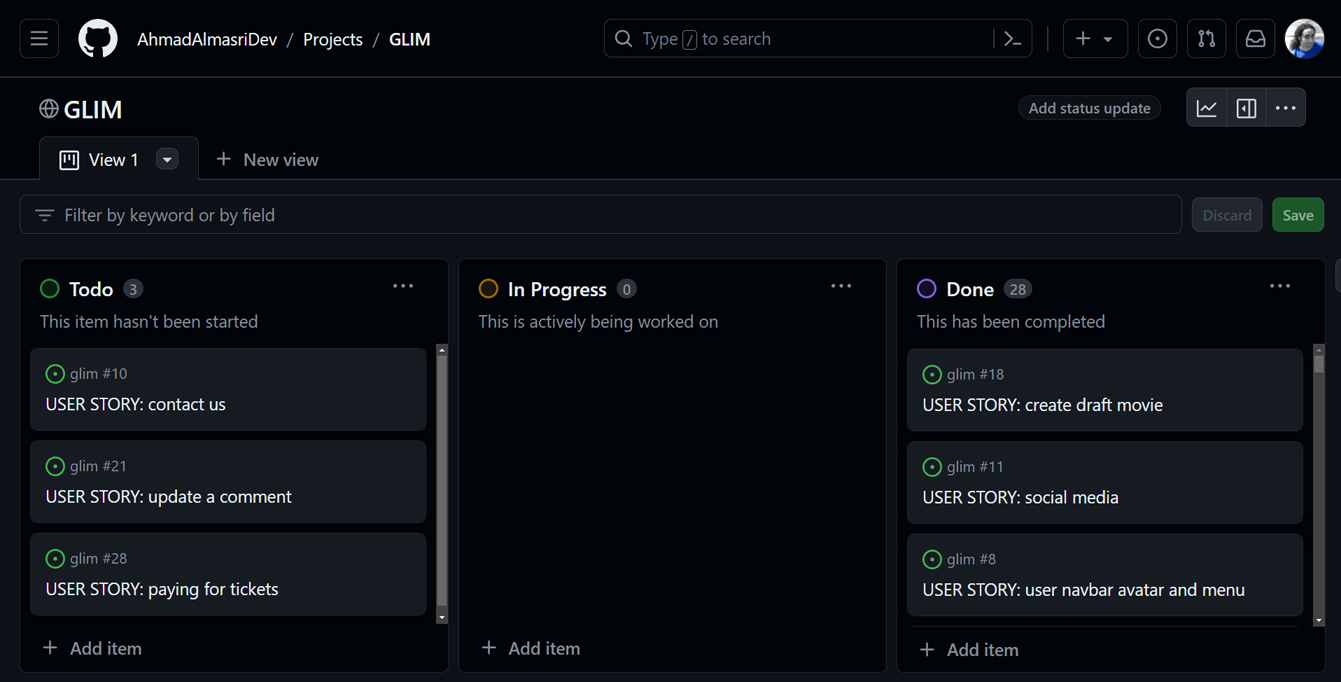 AhmadAlmasriDev / Projects / GLIM
Type / to search
GLIM
Add status update
View 1
New view
Filter by keyword or by field
Discard
Save
Todo 3
This item hasn't been started
glim #10
USER STORY: contact us
glim #21
USER STORY: update a comment
glim #28
USER STORY: paying for tickets
+ Add item
In Progress 0
This is actively being worked on
+ Add item
Done 28
This has been completed
glim #18
USER STORY: create draft movie
glim #11
USER STORY: social media
glim #8
USER STORY: user navbar avatar and menu
+ Add item